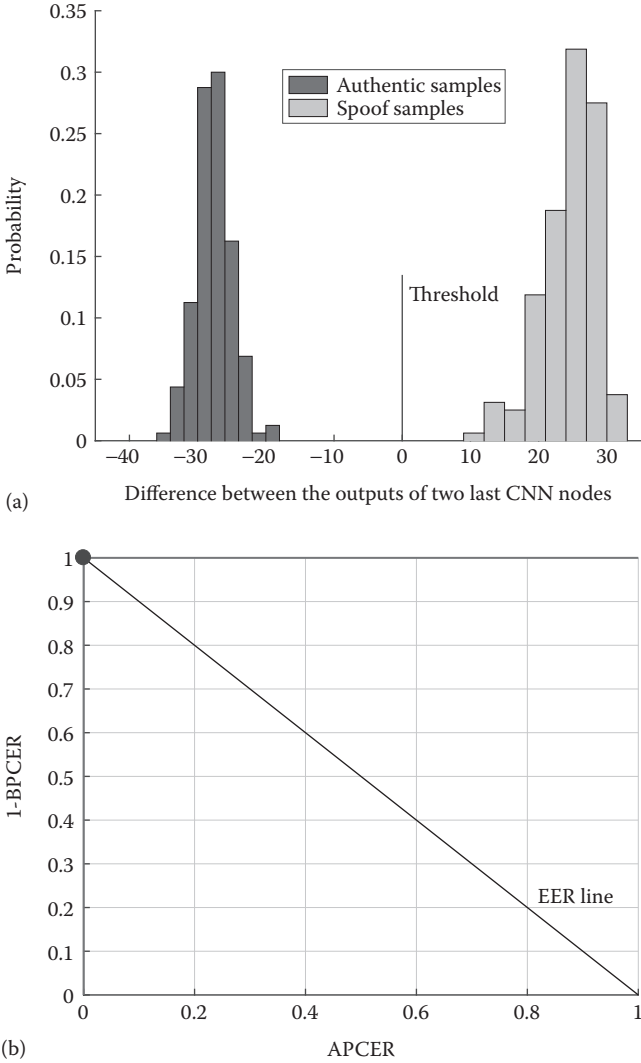 0.35
0.3
0.25
0.2
0.15
0.1
0.05
0
Probability
Authentic samples
Spoof samples
Threshold
−40 −30 −20 −10 0 10 20 30
Difference between the outputs of two last CNN nodes
(a)
1
0.9
0.8
0.7
0.6
0.5
0.4
0.3
0.2
0.1
0
1-BPCER
EER line
0 0.2 0.4 0.6 0.8 1
APCER
(b)